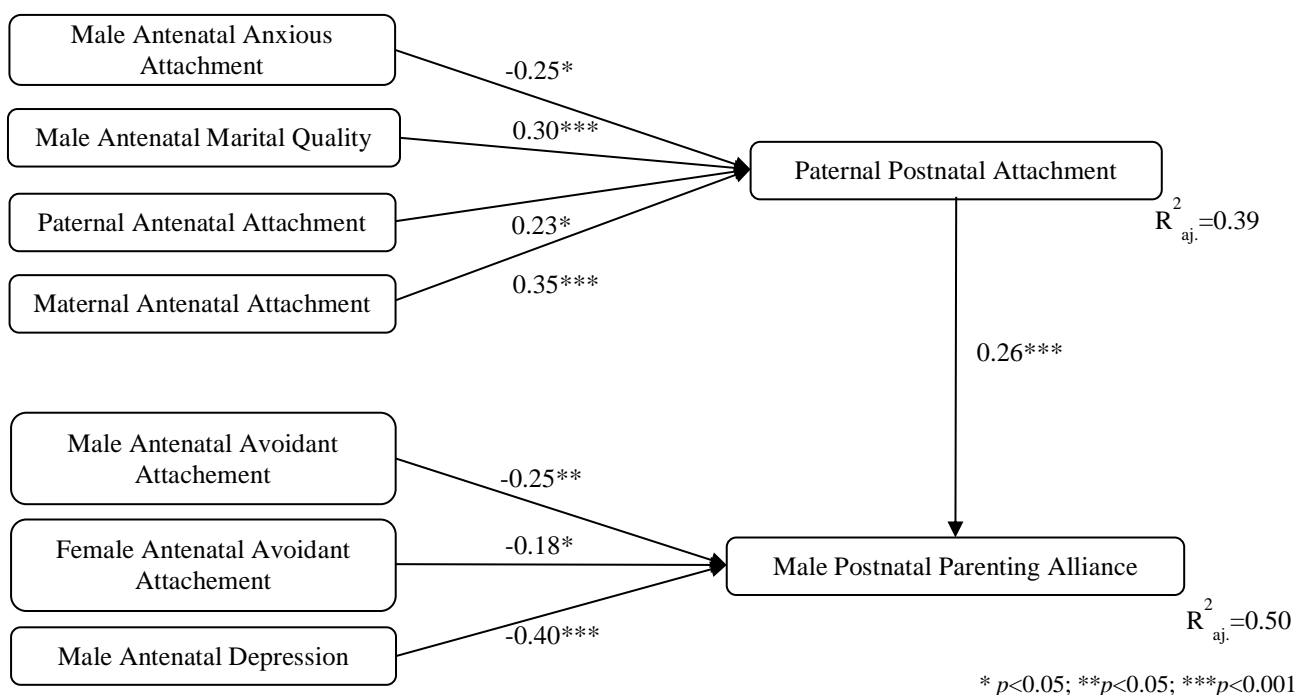 Male Antenatal Anxious
Attachment
-0.25*
Male Antenatal Marital Quality
0.30***
Paternal Postnatal Attachment
Paternal Antenatal Attachment
0.23*
R²aj.=0.39
Maternal Antenatal Attachment
0.35***
0.26***
Male Antenatal Avoidant
Attachement
-0.25**
Female Antenatal Avoidant
Attachement
-0.18*
Male Postnatal Parenting Alliance
R²aj.=0.50
Male Antenatal Depression
-0.40***
* p<0.05; **p<0.05; ***p<0.001